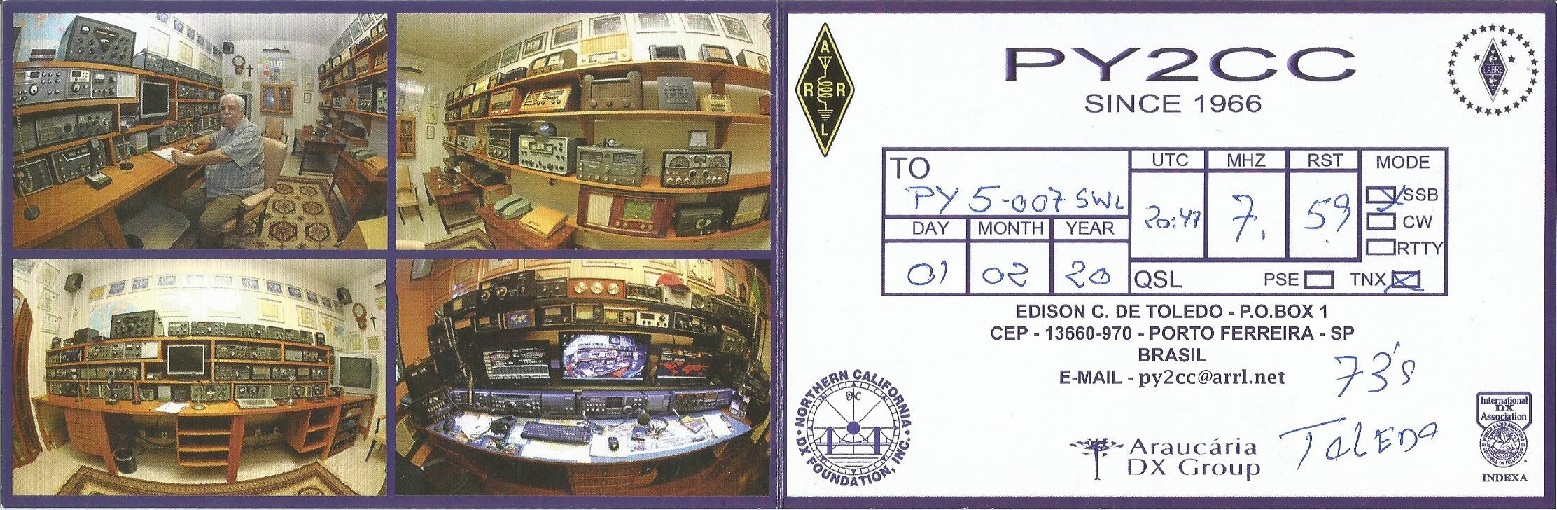 ARRL
PY2CC
SINCE 1966
TO
PY 5-007 SWL
UTC
MHZ
RST
MODE
20:47
7.
59
SSB
CW
RTTY
DAY
MONTH
YEAR
01
02
20
QSL
PSE
TNX
EDISON C. DE TOLEDO - P.O.BOX 1
CEP - 13660-970 - PORTO FERREIRA - SP
BRASIL
E-MAIL - py2cc@arrl.net
73's
TOLEDO
NORTHERN CALIFORNIA
DX FOUNDATION, INC.
Araucária
DX Group
International
DX
Association
INDEXA